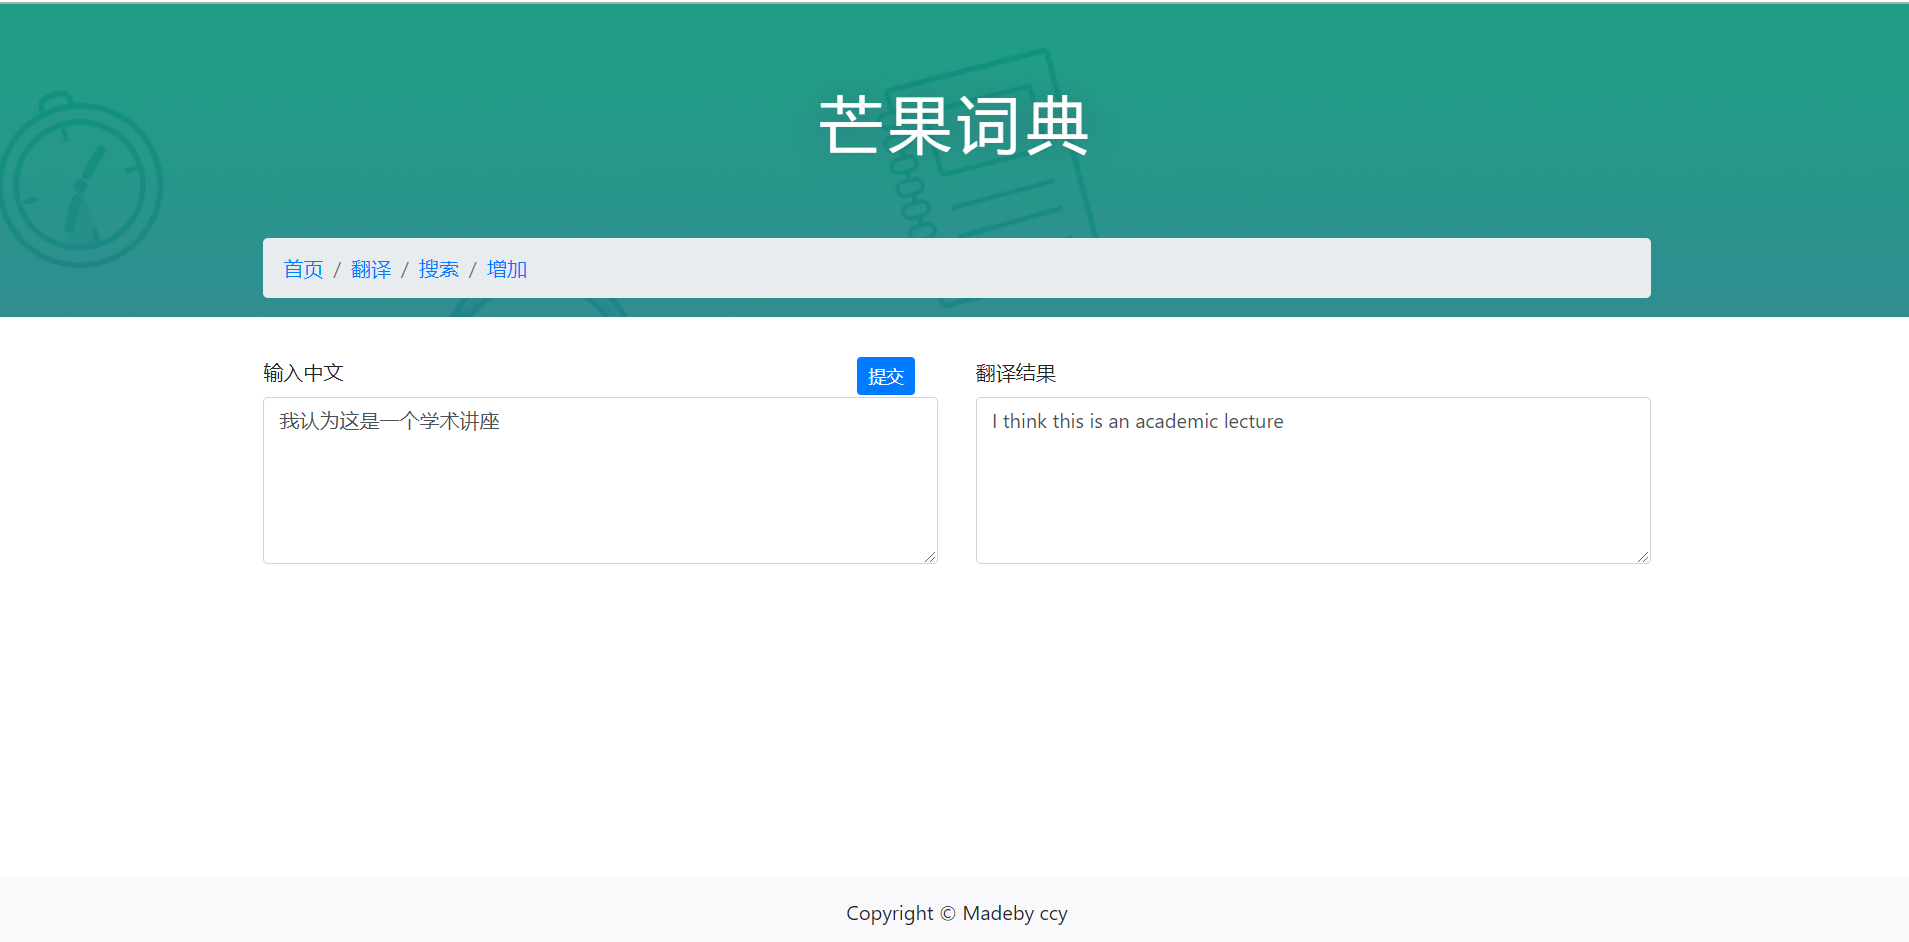 芒果词典
首页 / 翻译 / 搜索 / 增加
输入中文
提交
我认为这是一个学术讲座
翻译结果
I think this is an academic lecture
Copyright © Madeby ccy